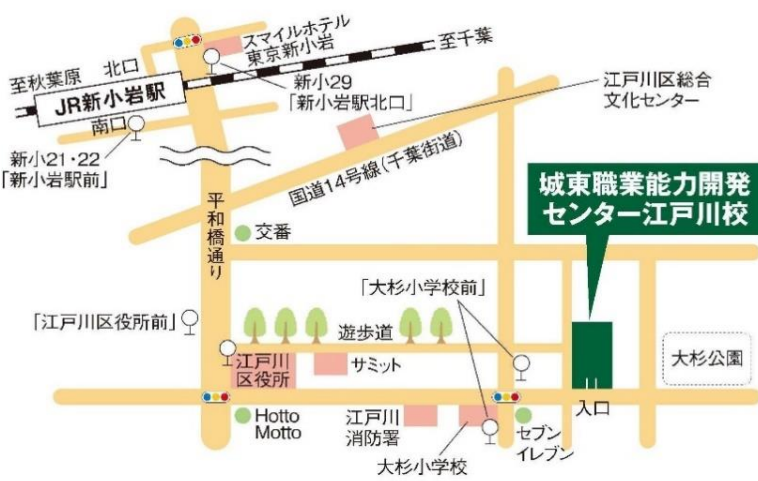 スマイルホテル
東京新小岩
至千葉
至秋葉原
北口
JR新小岩駅
新小29
「新小岩駅北口」
江戸川区総合
文化センター
南口
新小21・22
「新小岩駅前」
国道14号線(千葉街道)
城東職業能力開発
センター江戸川校
平和橋通り
交番
「大杉小学校前」
「江戸川区役所前」
遊歩道
江戸川
区役所
サミット
大杉公園
入口
Hotto
Motto
江戸川
消防署
セブン
イレブン
大杉小学校